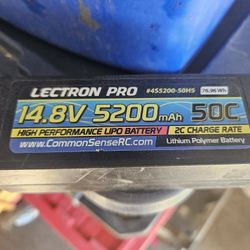 LECTRON PRO #4S5200-50HS 76.96 Wh
14.8V 5200mAh 50C
HIGH PERFORMANCE LIPO BATTERY 2C CHARGE RATE
www.CommonSenseRC.com Lithium Polymer Battery